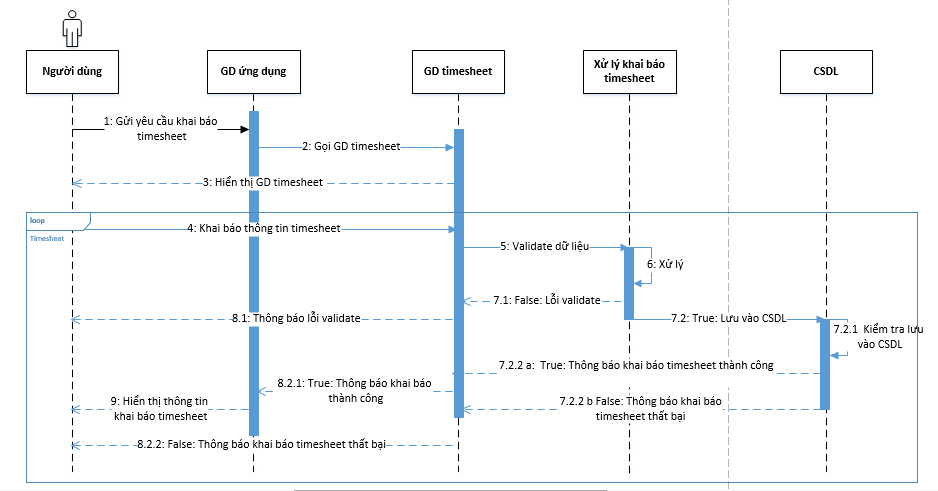 Người dùng
GD ứng dụng
GD timesheet
Xử lý khai báo
timesheet
CSDL
1: Gửi yêu cầu khai báo
timesheet
2: Gọi GD timesheet
3: Hiển thị GD timesheet
loop
Timesheet
4: Khai báo thông tin timesheet
5: Validate dữ liệu
6: Xử lý
7.1: False: Lỗi validate
8.1: Thông báo lỗi validate
7.2: True: Lưu vào CSDL
7.2.1 Kiểm tra lưu
vào CSDL
7.2.2 a: True: Thông báo khai báo timesheet thành công
8.2.1: True: Thông báo khai báo
thành công
9: Hiển thị thông tin
khai báo timesheet
7.2.2 b False: Thông báo khai báo
timesheet thất bại
8.2.2: False: Thông báo khai báo timesheet thất bại